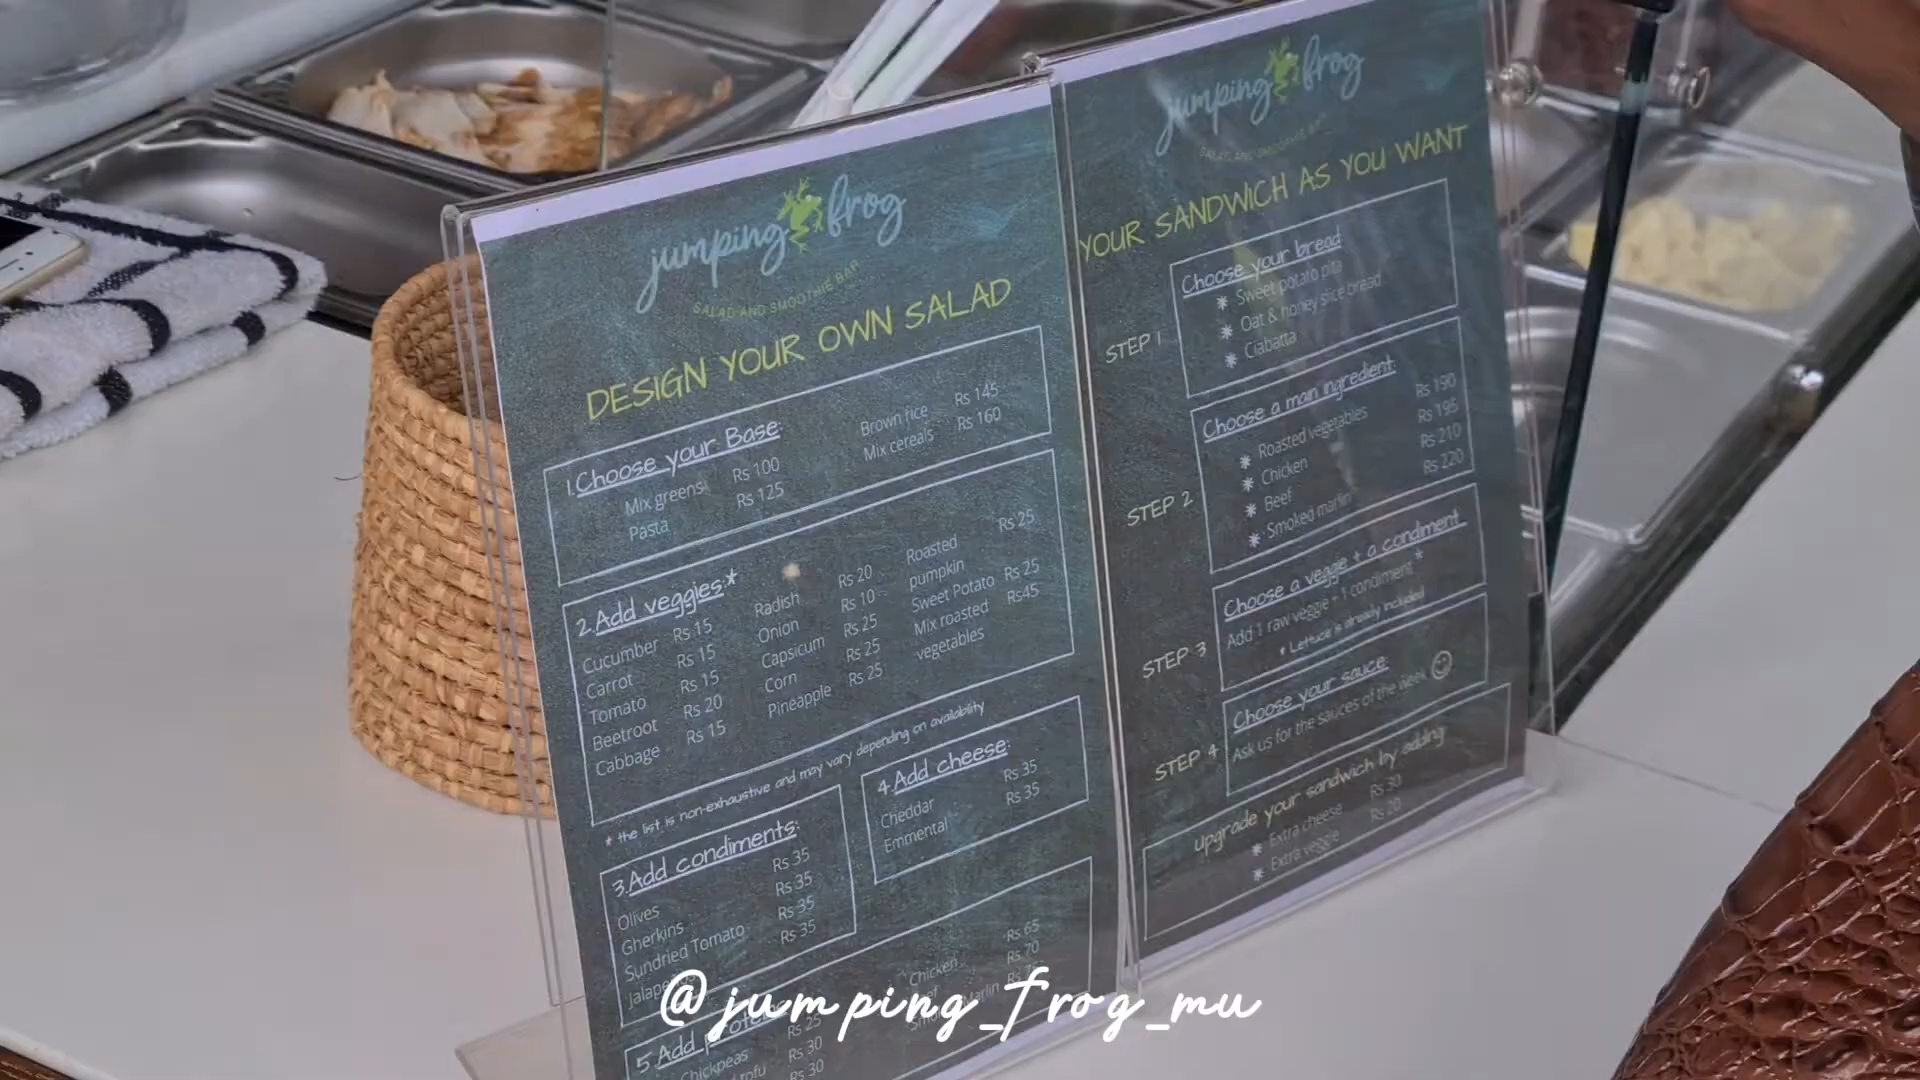 jumping frog
SALAD AND SMOOTHIE BAR
DESIGN YOUR OWN SALAD
1.Choose your Base:
Mix greens Rs 100
Pasta Rs 125
Brown rice Rs 145
Mix cereals Rs 160
2.Add veggies:*
Cucumber Rs 15
Carrot Rs 15
Tomato Rs 15
Beetroot Rs 20
Cabbage Rs 15
Radish Rs 20
Onion Rs 10
Capsicum Rs 25
Corn Rs 25
Pineapple Rs 25
Roasted pumpkin Rs 25
Sweet Potato Rs 25
Mix roasted vegetables Rs45
* the list is non-exhaustive and may vary depending on availability
3.Add condiments:
Olives Rs 35
Gherkins Rs 35
Sundried Tomato Rs 35
Rs 35
4.Add cheese:
Cheddar Rs 35
Emmental Rs 35
5.Add
Chickpeas Rs 25
Rs 30
Rs 30
Chicken Rs 65
Rs 70
jumping frog
SALAD AND SMOOTHIE BAR
YOUR SANDWICH AS YOU WANT
STEP 1
Choose your bread
* Sweet potato pita
* Oat & honey slice bread
* Ciabatta
STEP 2
Choose a main ingredient:
* Roasted vegetables Rs 190
* Chicken Rs 195
* Beef Rs 210
* Smoked marlin Rs 220
STEP 3
Choose a veggie + a condiment
Add 1 raw veggie + 1 condiment *
* Lettuce is already included
STEP 4
Choose your sauce:
Ask us for the sauces of the week
upgrade your sandwich by adding
* Extra cheese Rs 30
* Extra veggie Rs 20
@jumping_frog_mu